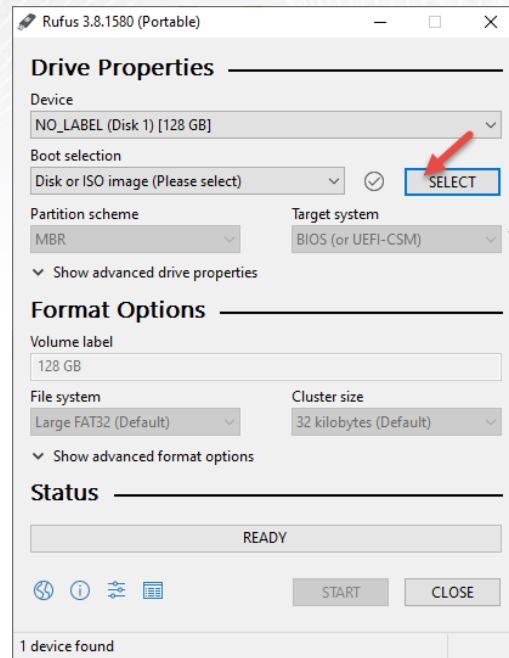 Rufus 3.8.1580 (Portable)
Drive Properties
Device
NO_LABEL (Disk 1) [128 GB]
Boot selection
Disk or ISO image (Please select)
SELECT
Partition scheme
Target system
MBR
BIOS (or UEFI-CSM)
Show advanced drive properties
Format Options
Volume label
128 GB
File system
Cluster size
Large FAT32 (Default)
32 kilobytes (Default)
Show advanced format options
Status
READY
START
CLOSE
1 device found